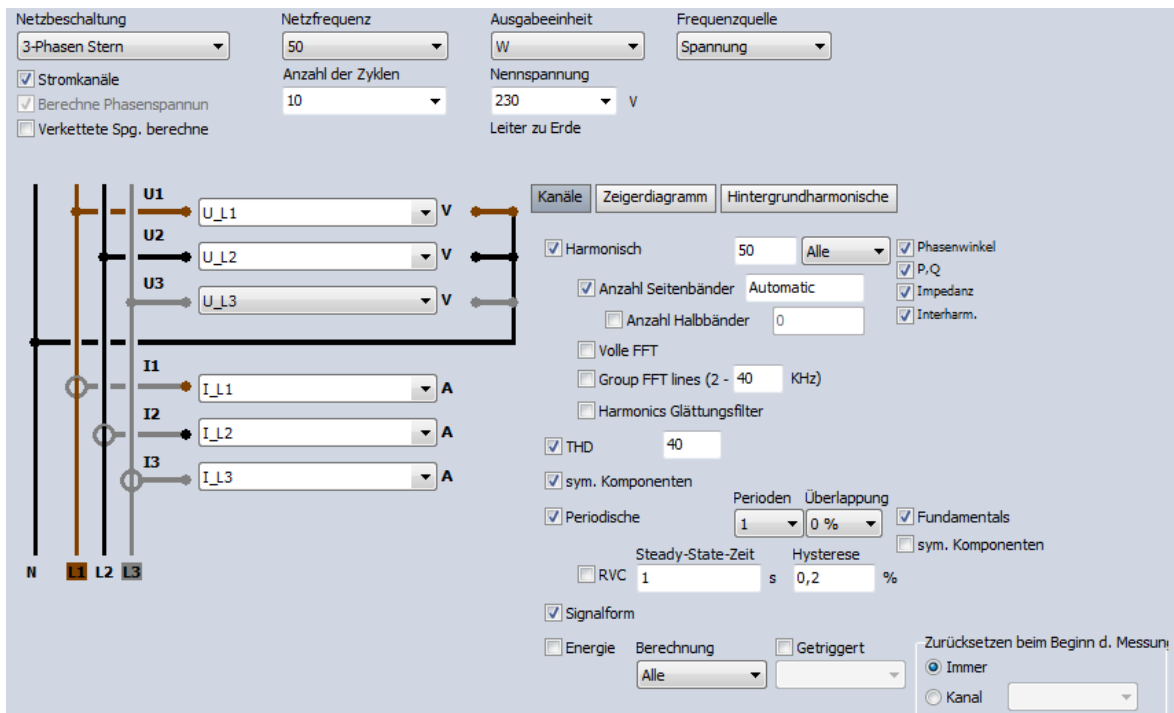 Netzbeschaltung Netzfrequenz Ausgabeeinheit Frequenzquelle
3-Phasen Stern 50 W Spannung
Stromkanäle Anzahl der Zyklen Nennspannung
Berechne Phasenspannun 10 230 V
Verkettete Spg. berechne Leiter zu Erde
U1
U_L1 V
U2
U_L2 V
U3
U_L3 V
I1
I_L1 A
I2
I_L2 A
I3
I_L3 A
N L1 L2 L3
Kanäle Zeigerdiagramm Hintergrundharmonische
Harmonisch 50 Alle Phasenwinkel
P,Q
Anzahl Seitenbänder Automatic Impedanz
Anzahl Halbbänder 0 Interharm.
Volle FFT
Group FFT lines (2 - 40 KHz)
Harmonics Glättungsfilter
THD 40
sym. Komponenten
Perioden Überlappung
Periodische 1 0 % Fundamentals
sym. Komponenten
Steady-State-Zeit Hysterese
RVC 1 s 0,2 %
Signalform
Energie Berechnung Getriggert Zurücksetzen beim Beginn d. Messun
Alle Immer
Kanal